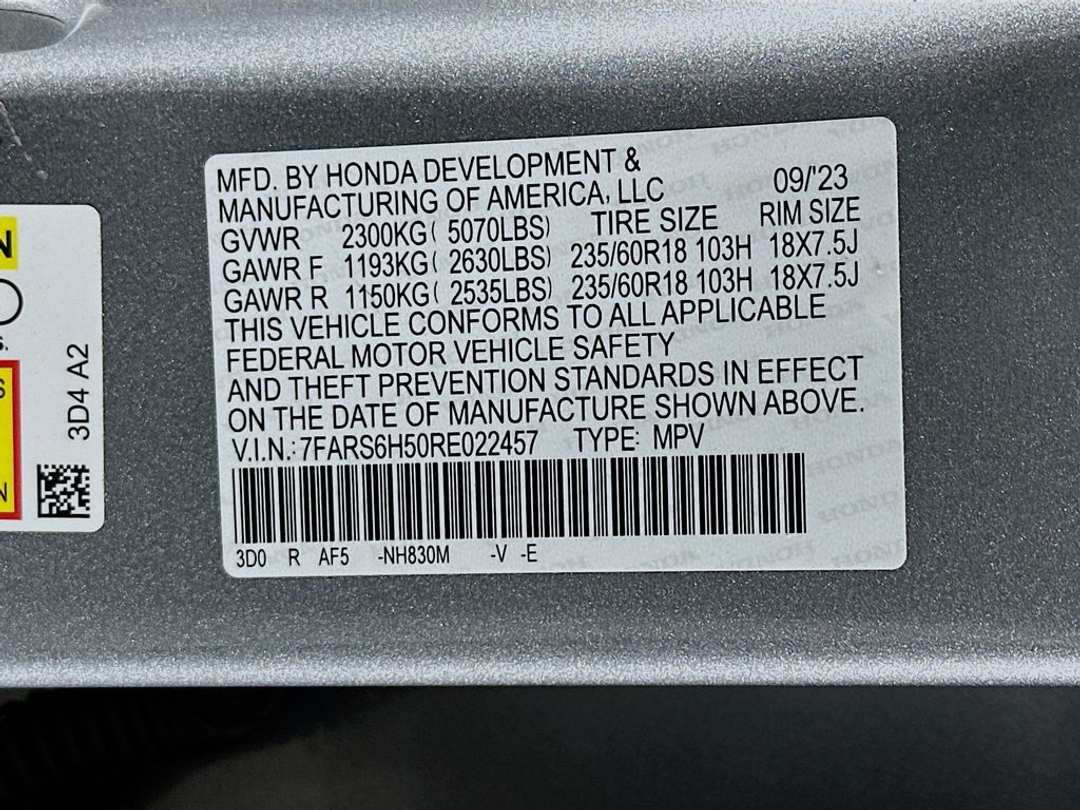 MFD. BY HONDA DEVELOPMENT &
MANUFACTURING OF AMERICA, LLC 09/'23
GVWR 2300KG( 5070LBS) TIRE SIZE RIM SIZE
GAWR F 1193KG( 2630LBS) 235/60R18 103H 18X7.5J
GAWR R 1150KG( 2535LBS) 235/60R18 103H 18X7.5J
THIS VEHICLE CONFORMS TO ALL APPLICABLE
FEDERAL MOTOR VEHICLE SAFETY
AND THEFT PREVENTION STANDARDS IN EFFECT
ON THE DATE OF MANUFACTURE SHOWN ABOVE.
V.I.N.: 7FARS6H50RE022457 TYPE: MPV
3D0 R AF5 -NH830M -V -E
3D4 A2